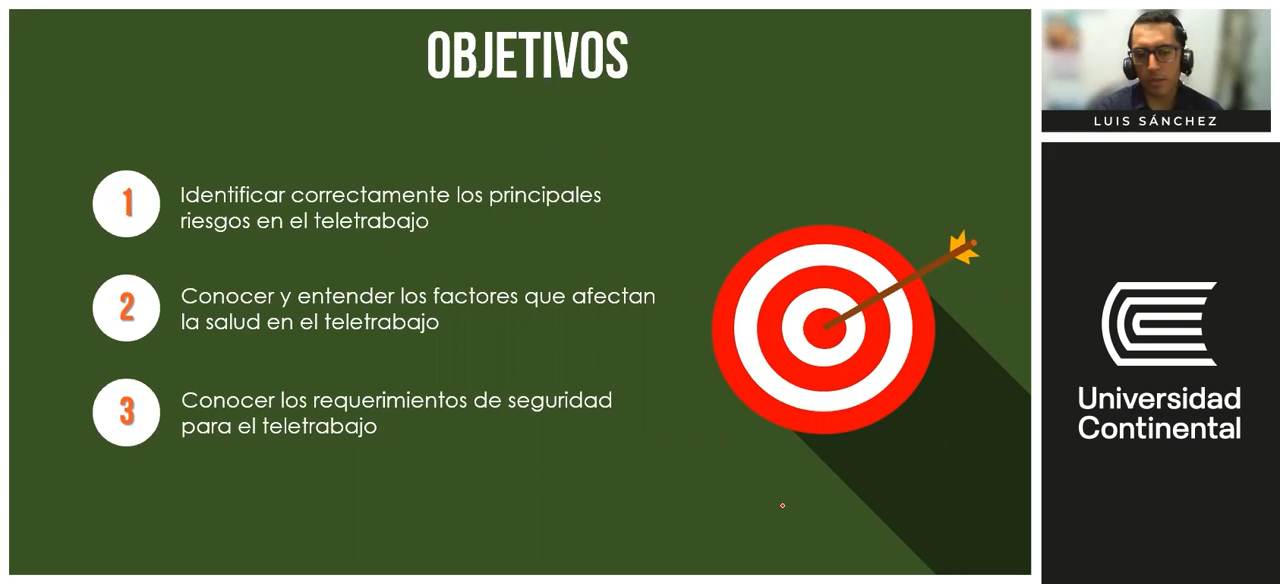 OBJETIVOS
1
Identificar correctamente los principales
riesgos en el teletrabajo
2
Conocer y entender los factores que afectan
la salud en el teletrabajo
3
Conocer los requerimientos de seguridad
para el teletrabajo
LUIS SÁNCHEZ
Universidad
Continental